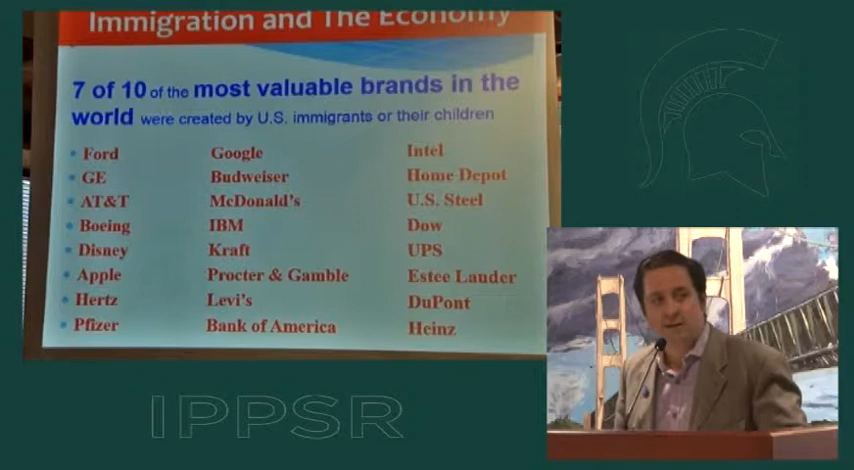 Immigration and The Economy
7 of 10 of the most valuable brands in the
world were created by U.S. immigrants or their children
Ford
GE
AT&T
Boeing
Disney
Apple
Hertz
Pfizer
Google
Budweiser
McDonald's
IBM
Kraft
Procter & Gamble
Levi's
Bank of America
Intel
Home Depot
U.S. Steel
Dow
UPS
Estee Lauder
DuPont
Heinz
IPPSR